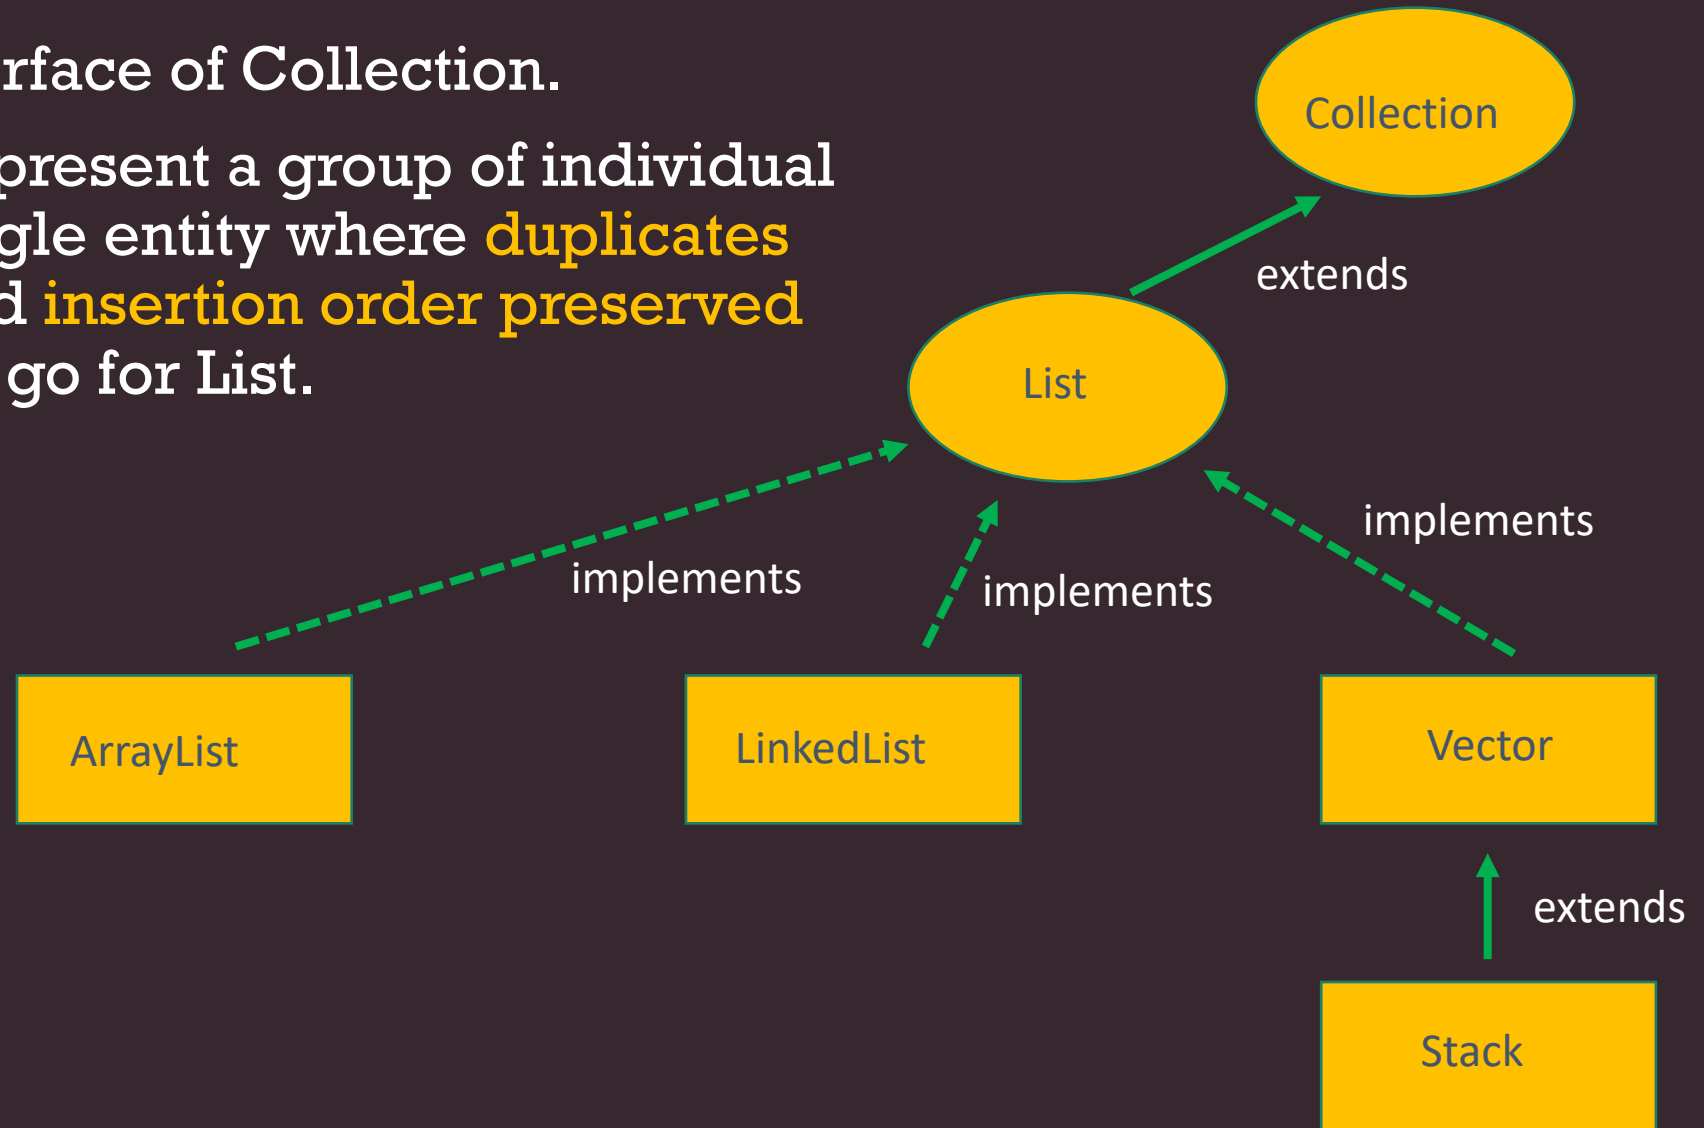 rface of Collection.
present a group of individual
gle entity where duplicates
d insertion order preserved
go for List.
Collection
extends
List
implements
implements
implements
ArrayList
LinkedList
Vector
extends
Stack